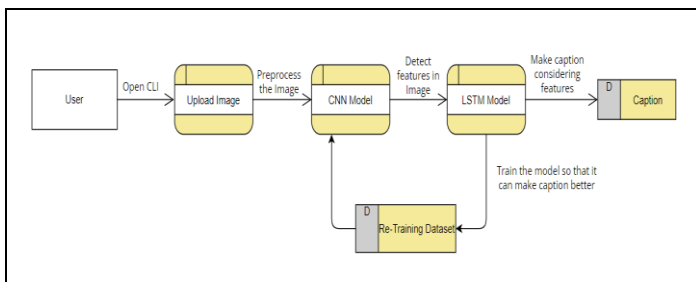 User
Open CLI
Upload Image
Preprocess
the Image
CNN Model
Detect
features in
Image
LSTM Model
Make caption
considering
features
D
Caption
Train the model so that it
can make caption better
D
Re-Training Dataset